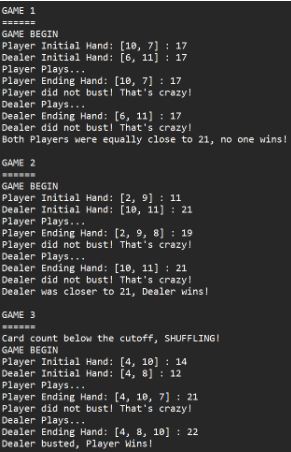 GAME 1
======
GAME BEGIN
Player Initial Hand: [10, 7] : 17
Dealer Initial Hand: [6, 11] : 17
Player Plays...
Player Ending Hand: [10, 7] : 17
Player did not bust! That's crazy!
Dealer Plays...
Dealer Ending Hand: [6, 11] : 17
Dealer did not bust! That's crazy!
Both Players were equally close to 21, no one wins!

GAME 2
======
GAME BEGIN
Player Initial Hand: [2, 9] : 11
Dealer Initial Hand: [10, 11] : 21
Player Plays...
Player Ending Hand: [2, 9, 8] : 19
Player did not bust! That's crazy!
Dealer Plays...
Dealer Ending Hand: [10, 11] : 21
Dealer did not bust! That's crazy!
Dealer was closer to 21, Dealer wins!

GAME 3
======
Card count below the cutoff, SHUFFLING!
GAME BEGIN
Player Initial Hand: [4, 10] : 14
Dealer Initial Hand: [4, 8] : 12
Player Plays...
Player Ending Hand: [4, 10, 7] : 21
Player did not bust! That's crazy!
Dealer Plays...
Dealer Ending Hand: [4, 8, 10] : 22
Dealer busted, Player Wins!